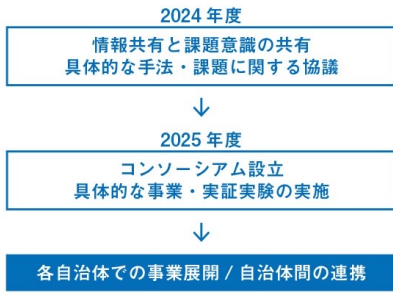 2024 年度
情報共有と課題意識の共有
具体的な手法・課題に関する協議
↓
2025 年度
コンソーシアム設立
具体的な事業・実証実験の実施
↓
各自治体での事業展開 / 自治体間の連携